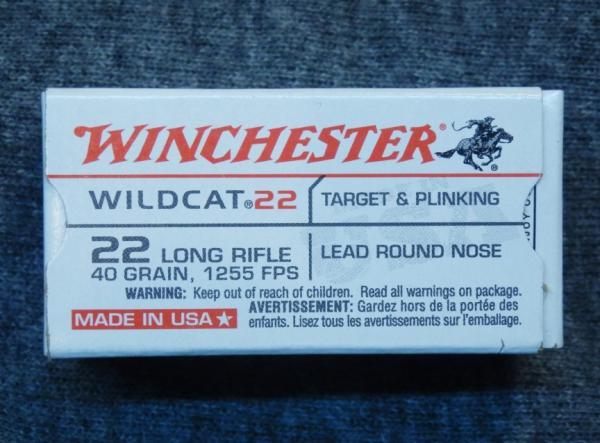 WINCHESTER®
WILDCAT®22
TARGET & PLINKING
22 LONG RIFLE
40 GRAIN, 1255 FPS
LEAD ROUND NOSE
WARNING: Keep out of reach of children. Read all warnings on package.
AVERTISSEMENT: Gardez hors de la portée des
enfants. Lisez tous les avertissements sur l'emballage.
MADE IN USA
USA